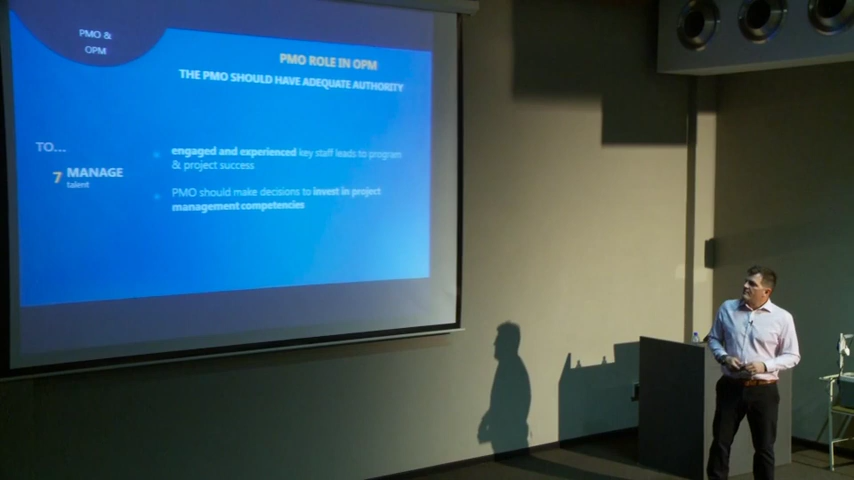 PMO &
OPM
PMO ROLE IN OPM
THE PMO SHOULD HAVE ADEQUATE AUTHORITY
TO...
7 MANAGE
talent
engaged and experienced key staff leads to program
& project success
PMO should make decisions to invest in project
management competencies